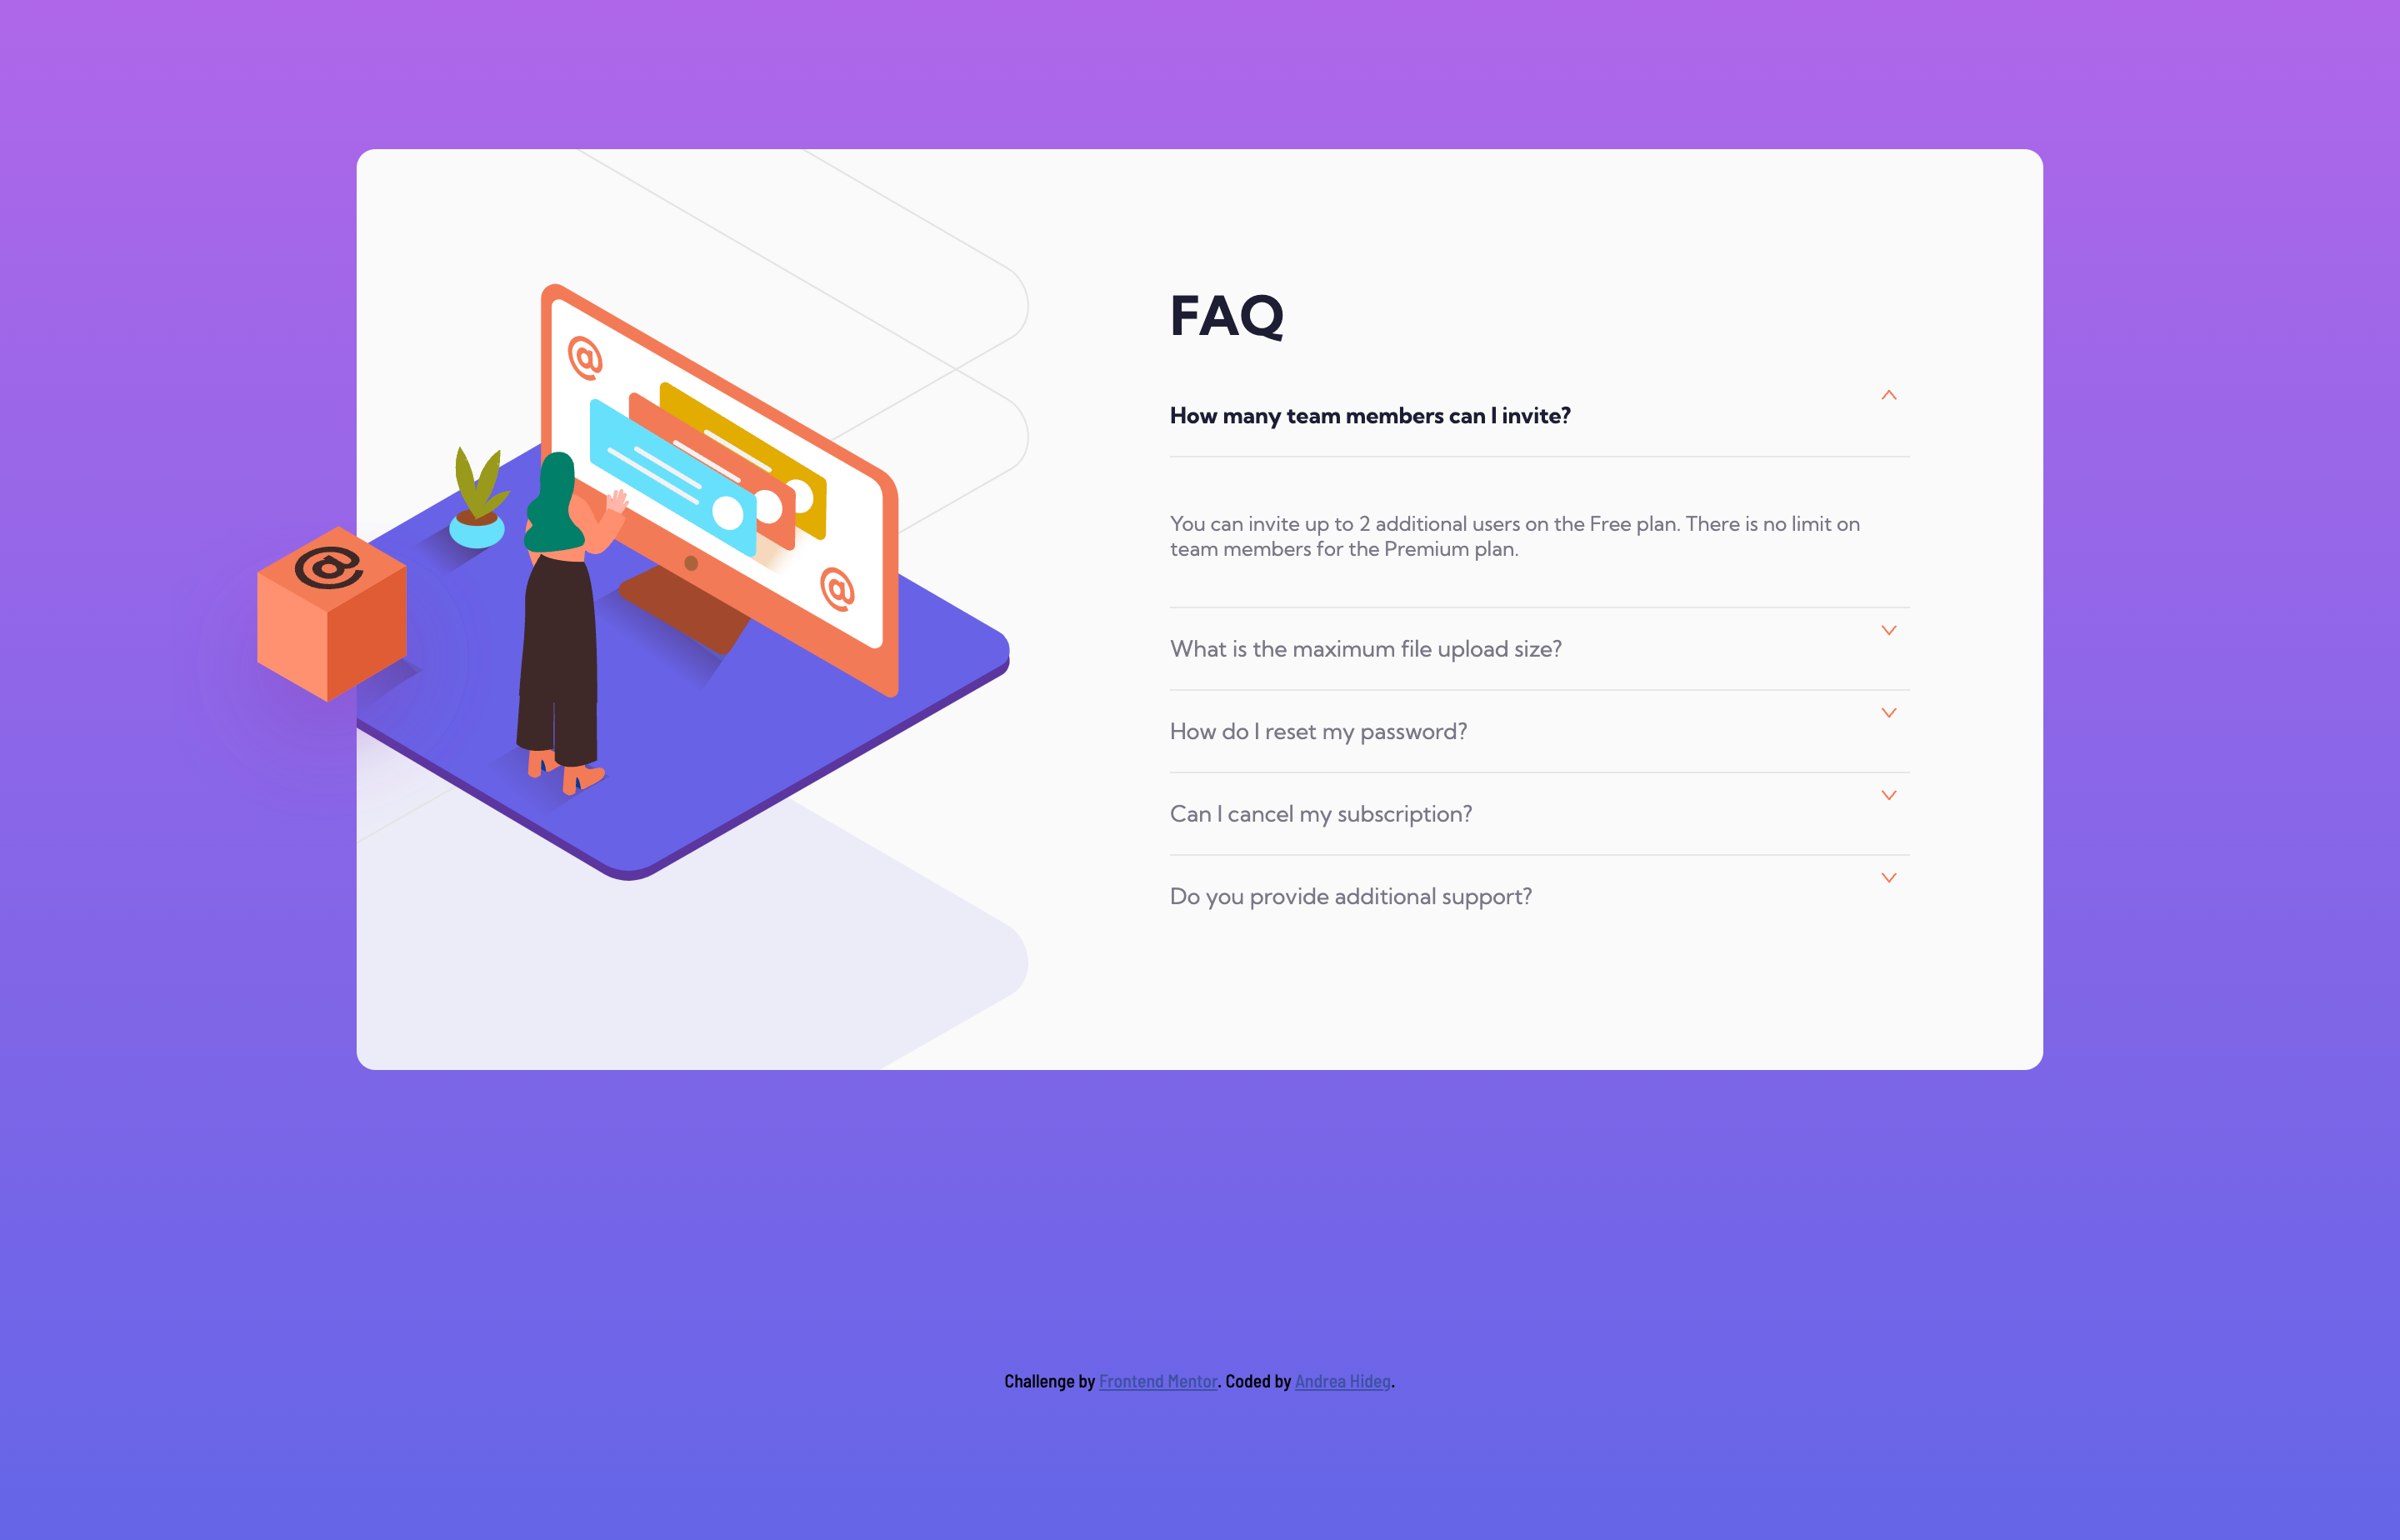 @
@
@
FAQ
How many team members can I invite?
You can invite up to 2 additional users on the Free plan. There is no limit on
team members for the Premium plan.
What is the maximum file upload size?
How do I reset my password?
Can I cancel my subscription?
Do you provide additional support?
Challenge by Frontend Mentor. Coded by Andrea Hideg.